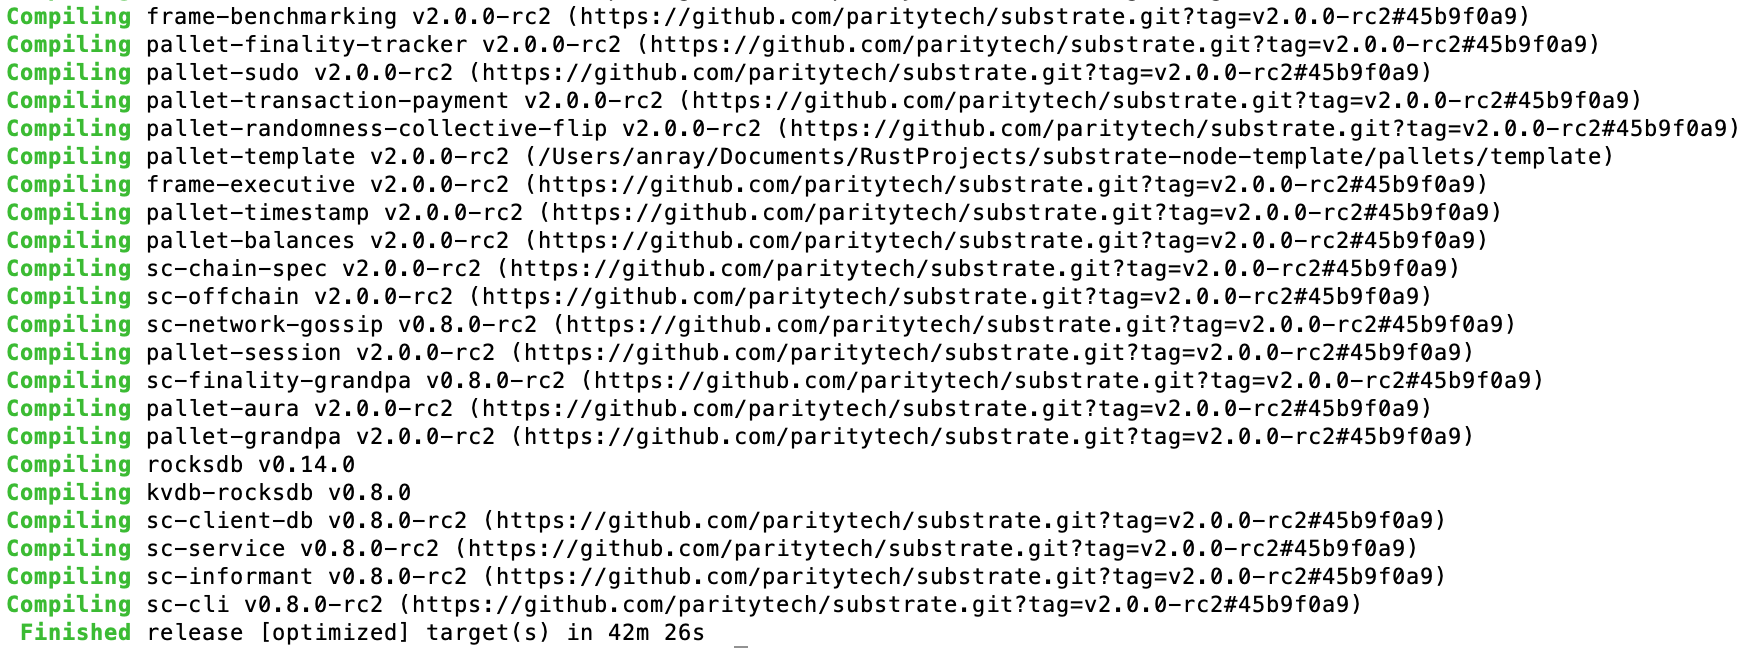 Compiling frame-benchmarking v2.0.0-rc2 (https://github.com/paritytech/substrate.git?tag=v2.0.0-rc2#45b9f0a9)
Compiling pallet-finality-tracker v2.0.0-rc2 (https://github.com/paritytech/substrate.git?tag=v2.0.0-rc2#45b9f0a9)
Compiling pallet-sudo v2.0.0-rc2 (https://github.com/paritytech/substrate.git?tag=v2.0.0-rc2#45b9f0a9)
Compiling pallet-transaction-payment v2.0.0-rc2 (https://github.com/paritytech/substrate.git?tag=v2.0.0-rc2#45b9f0a9)
Compiling pallet-randomness-collective-flip v2.0.0-rc2 (https://github.com/paritytech/substrate.git?tag=v2.0.0-rc2#45b9f0a9)
Compiling pallet-template v2.0.0-rc2 (/Users/anray/Documents/RustProjects/substrate-node-template/pallets/template)
Compiling frame-executive v2.0.0-rc2 (https://github.com/paritytech/substrate.git?tag=v2.0.0-rc2#45b9f0a9)
Compiling pallet-timestamp v2.0.0-rc2 (https://github.com/paritytech/substrate.git?tag=v2.0.0-rc2#45b9f0a9)
Compiling pallet-balances v2.0.0-rc2 (https://github.com/paritytech/substrate.git?tag=v2.0.0-rc2#45b9f0a9)
Compiling sc-chain-spec v2.0.0-rc2 (https://github.com/paritytech/substrate.git?tag=v2.0.0-rc2#45b9f0a9)
Compiling sc-offchain v2.0.0-rc2 (https://github.com/paritytech/substrate.git?tag=v2.0.0-rc2#45b9f0a9)
Compiling sc-network-gossip v0.8.0-rc2 (https://github.com/paritytech/substrate.git?tag=v2.0.0-rc2#45b9f0a9)
Compiling pallet-session v2.0.0-rc2 (https://github.com/paritytech/substrate.git?tag=v2.0.0-rc2#45b9f0a9)
Compiling sc-finality-grandpa v0.8.0-rc2 (https://github.com/paritytech/substrate.git?tag=v2.0.0-rc2#45b9f0a9)
Compiling pallet-aura v2.0.0-rc2 (https://github.com/paritytech/substrate.git?tag=v2.0.0-rc2#45b9f0a9)
Compiling pallet-grandpa v2.0.0-rc2 (https://github.com/paritytech/substrate.git?tag=v2.0.0-rc2#45b9f0a9)
Compiling rocksdb v0.14.0
Compiling kvdb-rocksdb v0.8.0
Compiling sc-client-db v0.8.0-rc2 (https://github.com/paritytech/substrate.git?tag=v2.0.0-rc2#45b9f0a9)
Compiling sc-service v0.8.0-rc2 (https://github.com/paritytech/substrate.git?tag=v2.0.0-rc2#45b9f0a9)
Compiling sc-informant v0.8.0-rc2 (https://github.com/paritytech/substrate.git?tag=v2.0.0-rc2#45b9f0a9)
Compiling sc-cli v0.8.0-rc2 (https://github.com/paritytech/substrate.git?tag=v2.0.0-rc2#45b9f0a9)
Finished release [optimized] target(s) in 42m 26s